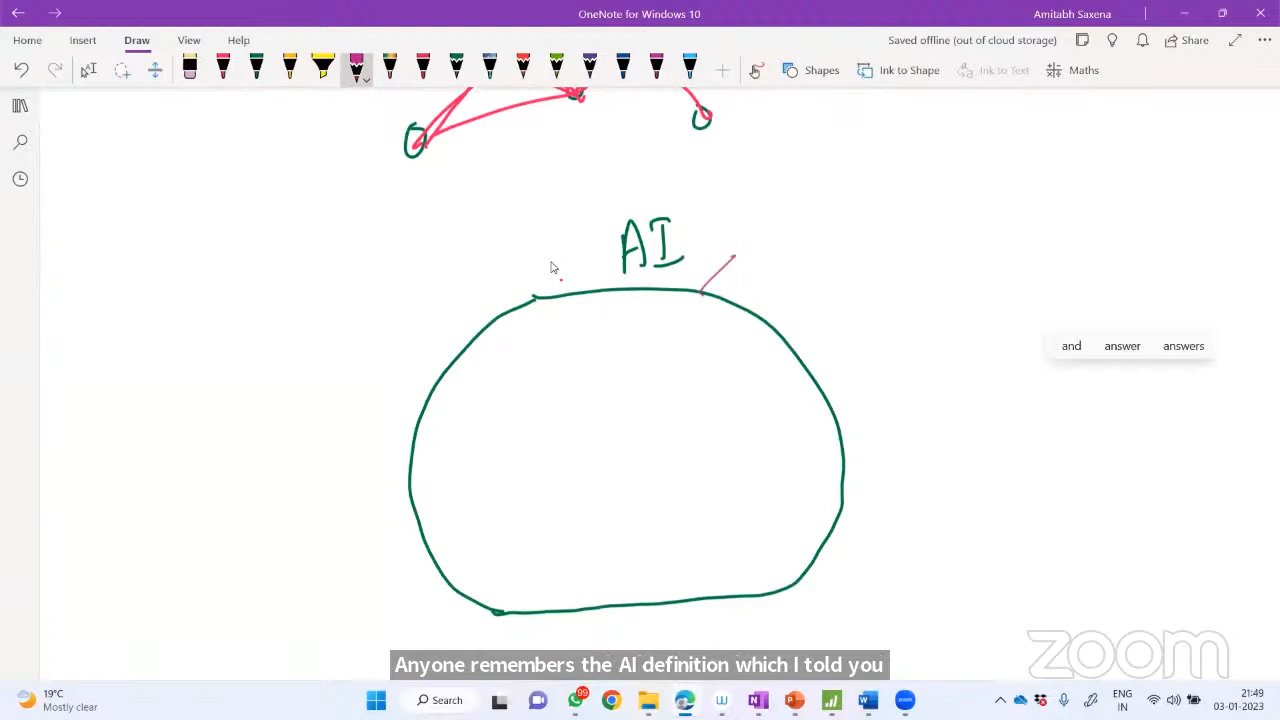 OneNote for Windows 10
Amitabh Saxena
Home Insert Draw View Help
Saved offline (out of cloud storage)
Share
Shapes
Ink to Shape
Ink to Text
Maths
AI
and answer answers
Anyone remembers the AI definition which I told you
zoom
19°C
Mostly clear
Search
99
ENG
IN
21:49
03-01-2023